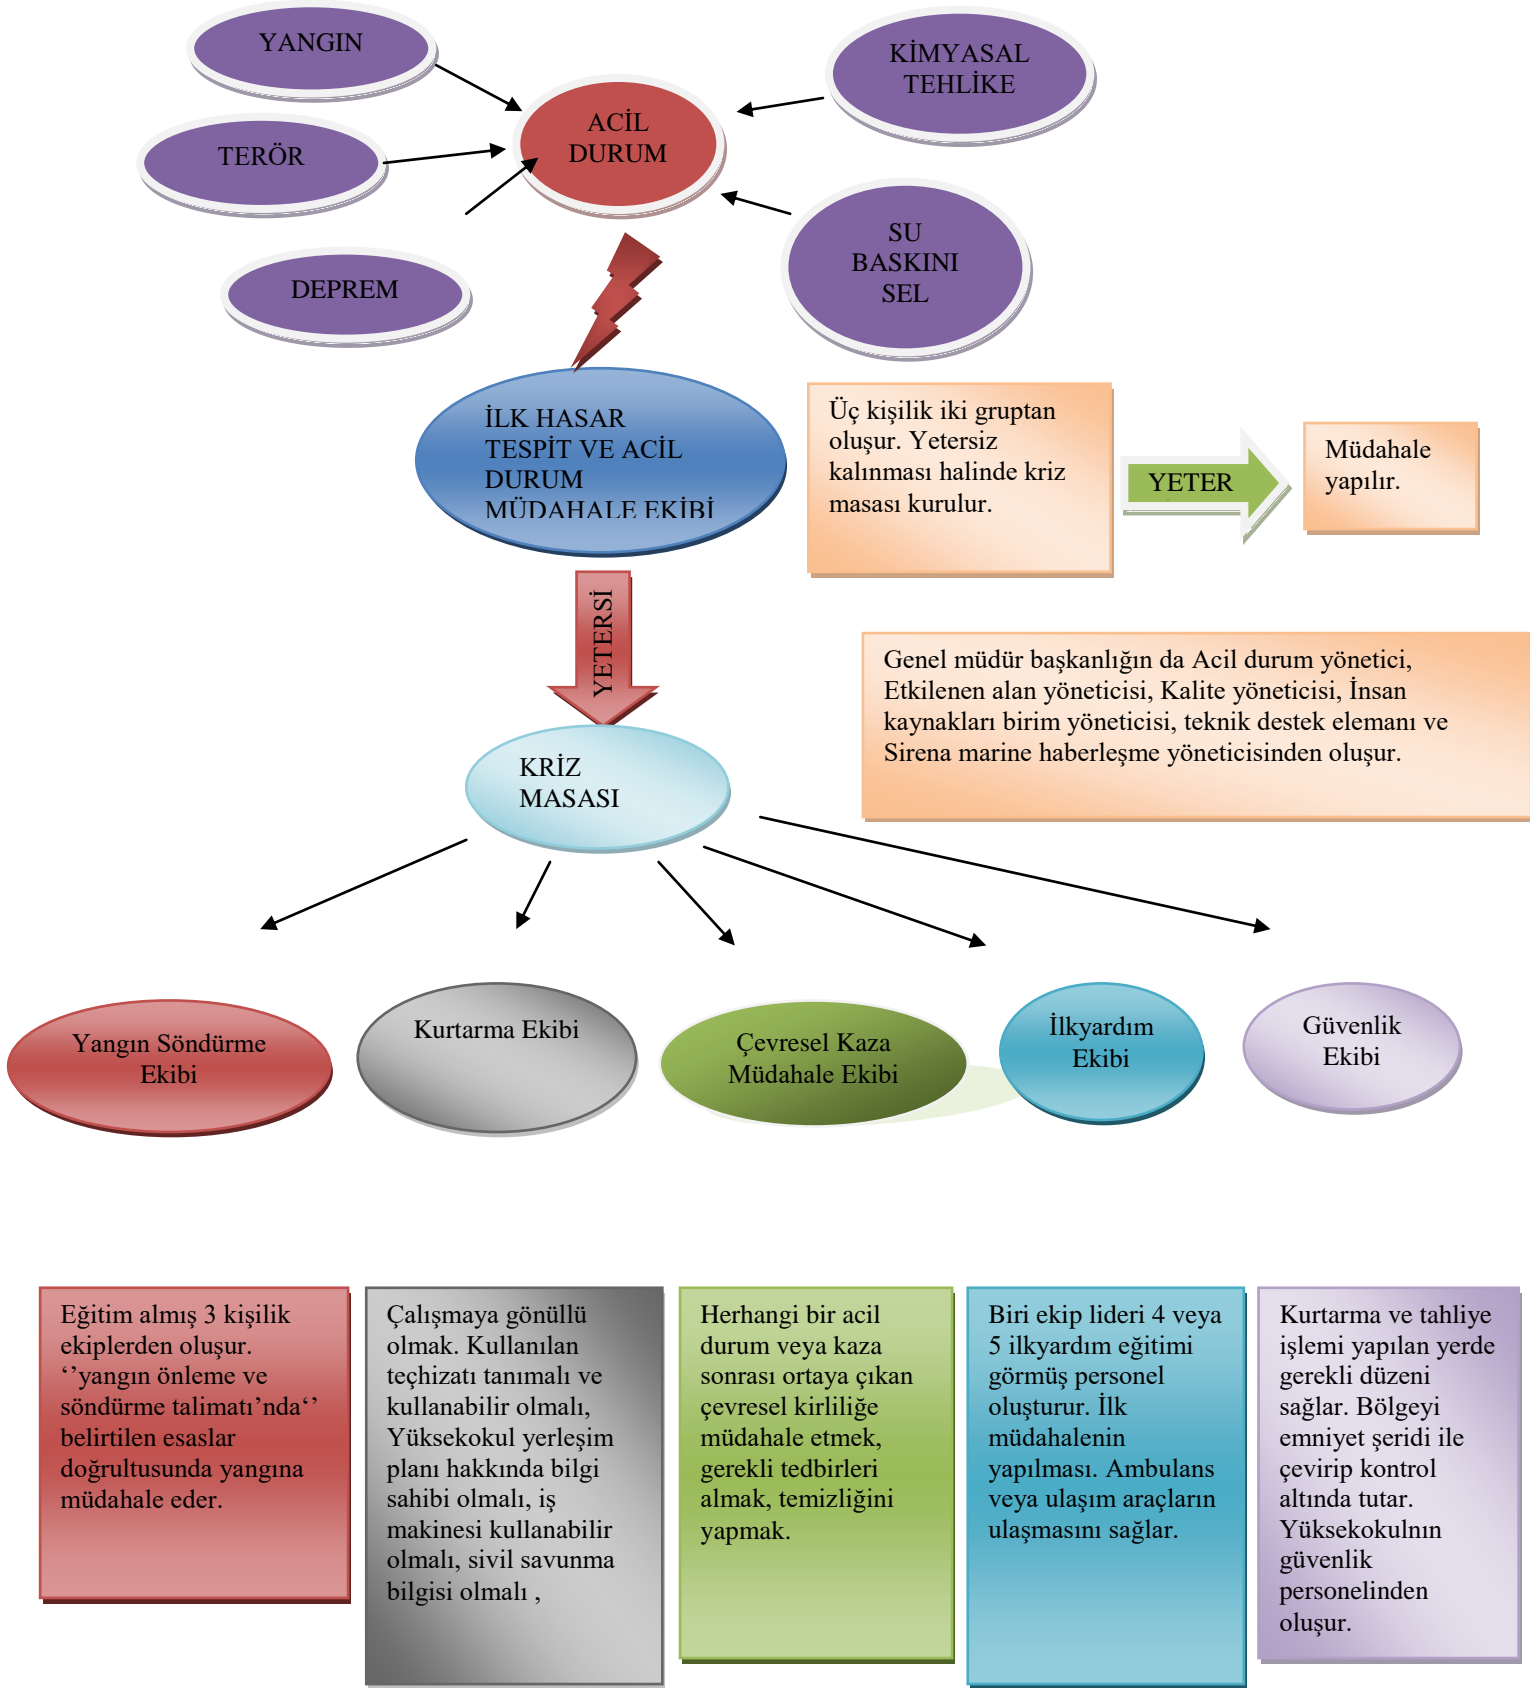 YANGIN
KİMYASAL
TEHLİKE
ACİL
DURUM
TERÖR
SU
BASKINI
SEL
DEPREM
İLK HASAR
TESPİT VE ACİL
DURUM
MÜDAHALE EKİBİ
Üç kişilik iki gruptan
oluşur. Yetersiz
kalınması halinde kriz
masası kurulur.
YETER
Müdahale
yapılır.
YETERSİ
Genel müdür başkanlığın da Acil durum yönetici,
Etkilenen alan yöneticisi, Kalite yöneticisi, İnsan
kaynakları birim yöneticisi, teknik destek elemanı ve
Sirena marine haberleşme yöneticisinden oluşur.
KRİZ
MASASI
Yangın Söndürme
Ekibi
Kurtarma Ekibi
Çevresel Kaza
Müdahale Ekibi
İlkyardım
Ekibi
Güvenlik
Ekibi
Eğitim almış 3 kişilik
ekiplerden oluşur.
‘’yangın önleme ve
söndürme talimatı’nda‘’
belirtilen esaslar
doğrultusunda yangına
müdahale eder.
Çalışmaya gönüllü
olmak. Kullanılan
teçhizatı tanımalı ve
kullanabilir olmalı,
Yüksekokul yerleşim
planı hakkında bilgi
sahibi olmalı, iş
makinesi kullanabilir
olmalı, sivil savunma
bilgisi olmalı ,
Herhangi bir acil
durum veya kaza
sonrası ortaya çıkan
çevresel kirliliğe
müdahale etmek,
gerekli tedbirleri
almak, temizliğini
yapmak.
Biri ekip lideri 4 veya
5 ilkyardım eğitimi
görmüş personel
oluşturur. İlk
müdahalenin
yapılması. Ambulans
veya ulaşım araçların
ulaşmasını sağlar.
Kurtarma ve tahliye
işlemi yapılan yerde
gerekli düzeni
sağlar. Bölgeyi
emniyet şeridi ile
çevirip kontrol
altında tutar.
Yüksekokulnın
güvenlik
personelinden
oluşur.